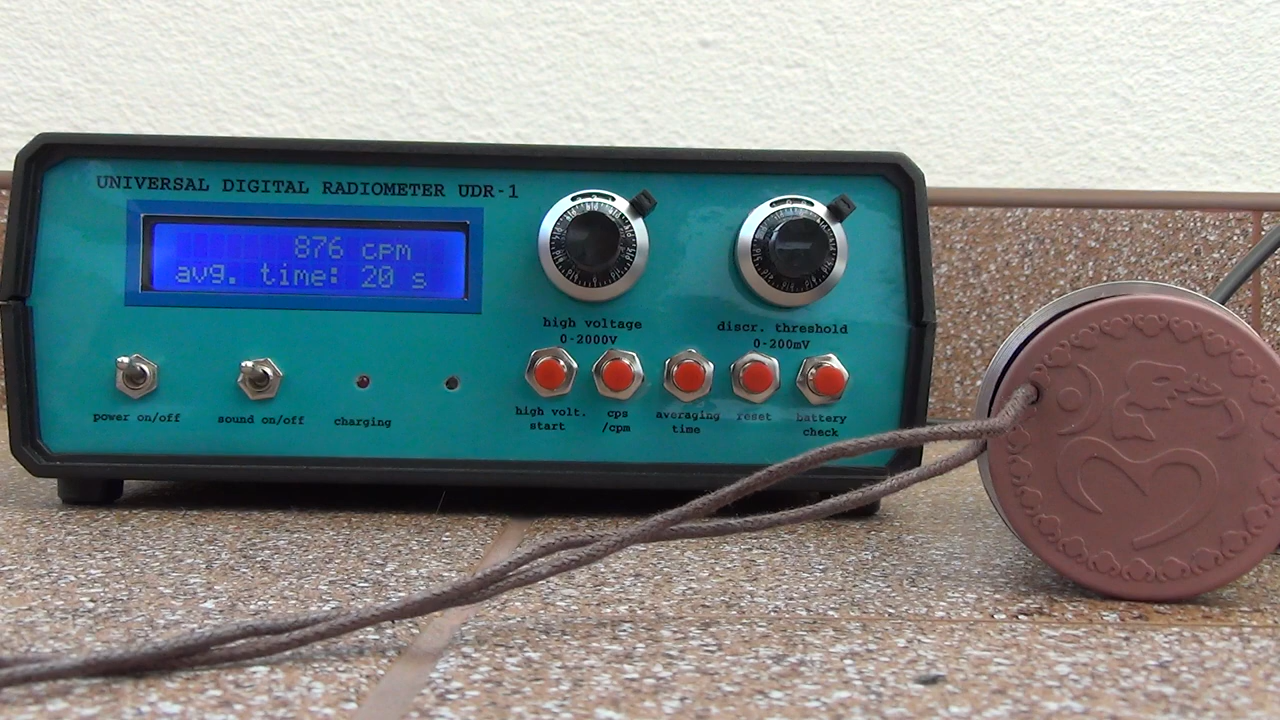 UNIVERSAL DIGITAL RADIOMETER UDR-1
876 cpm
avg. time: 20 s
high voltage
0-2000V
discr. threshold
0-200mV
power on/off
sound on/off
charging
high volt.
start
cps
/cpm
averaging
time
reset
battery
check